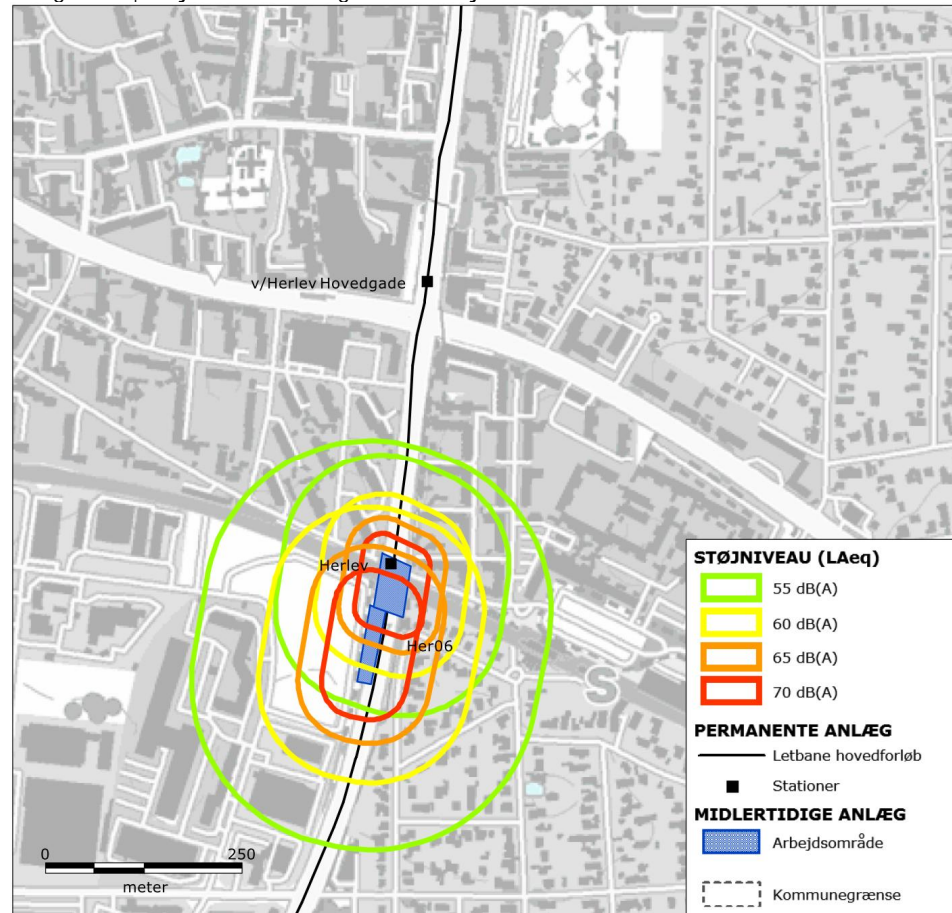 v/Herlev Hovedgade
Herlev
Her06
S
0 250
meter
STØJNIVEAU (LAeq)
55 dB(A)
60 dB(A)
65 dB(A)
70 dB(A)
PERMANENTE ANLÆG
Letbane hovedforløb
Stationer
MIDLERTIDIGE ANLÆG
Arbejdsområde
Kommunegrænse